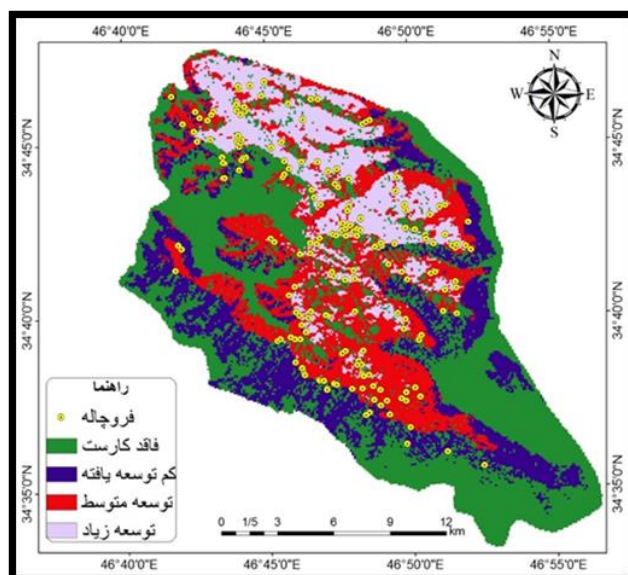 46°40'0"E 46°45'0"E 46°50'0"E 46°55'0"E
N
W E
S
34°45'0"N 34°45'0"N
34°40'0"N 34°40'0"N
34°35'0"N 34°35'0"N
راهنما
فروچاله
فاقد کارست
کم توسعه یافته
توسعه متوسط
توسعه زیاد
0 1/5 3 6 9 12
km
46°40'0"E 46°45'0"E 46°50'0"E 46°55'0"E